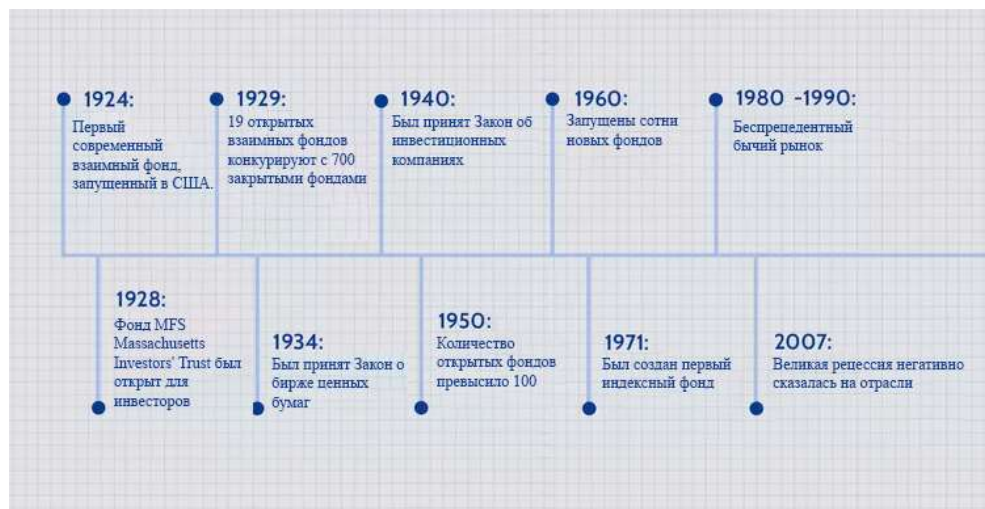 1924:
Первый
современный
взаимный фонд,
запущенный в США.
1929:
19 открытых
взаимных фондов
конкурируют с 700
закрытыми фондами
1940:
Был принят Закон об
инвестиционных
компаниях
1960:
Запущены сотни
новых фондов
1980 -1990:
Беспрецедентный
бычий рынок
1928:
Фонд MFS
Massachusetts
Investors' Trust был
открыт для
инвесторов
1934:
Был принят Закон о
бирже ценных
бумаг
1950:
Количество
открытых фондов
превысило 100
1971:
Был создан первый
индексный фонд
2007:
Великая рецессия негативно
сказалась на отрасли